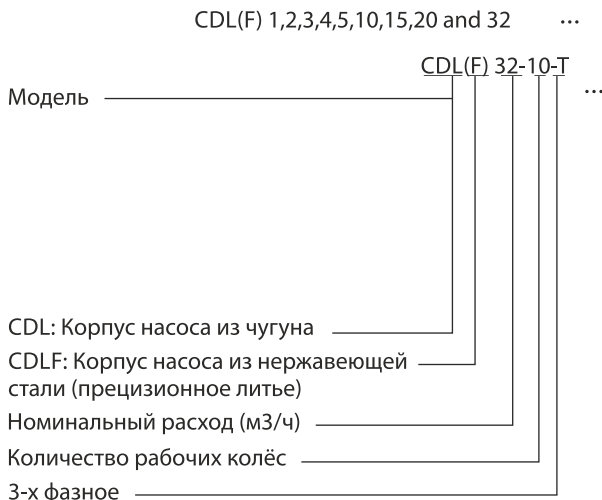 CDL(F) 1,2,3,4,5,10,15,20 and 32 ...
CDL(F) 32-10-T ...
Модель
CDL: Корпус насоса из чугуна
CDLF: Корпус насоса из нержавеющей
стали (прецизионное литье)
Номинальный расход (м3/ч)
Количество рабочих колёс
3-х фазное